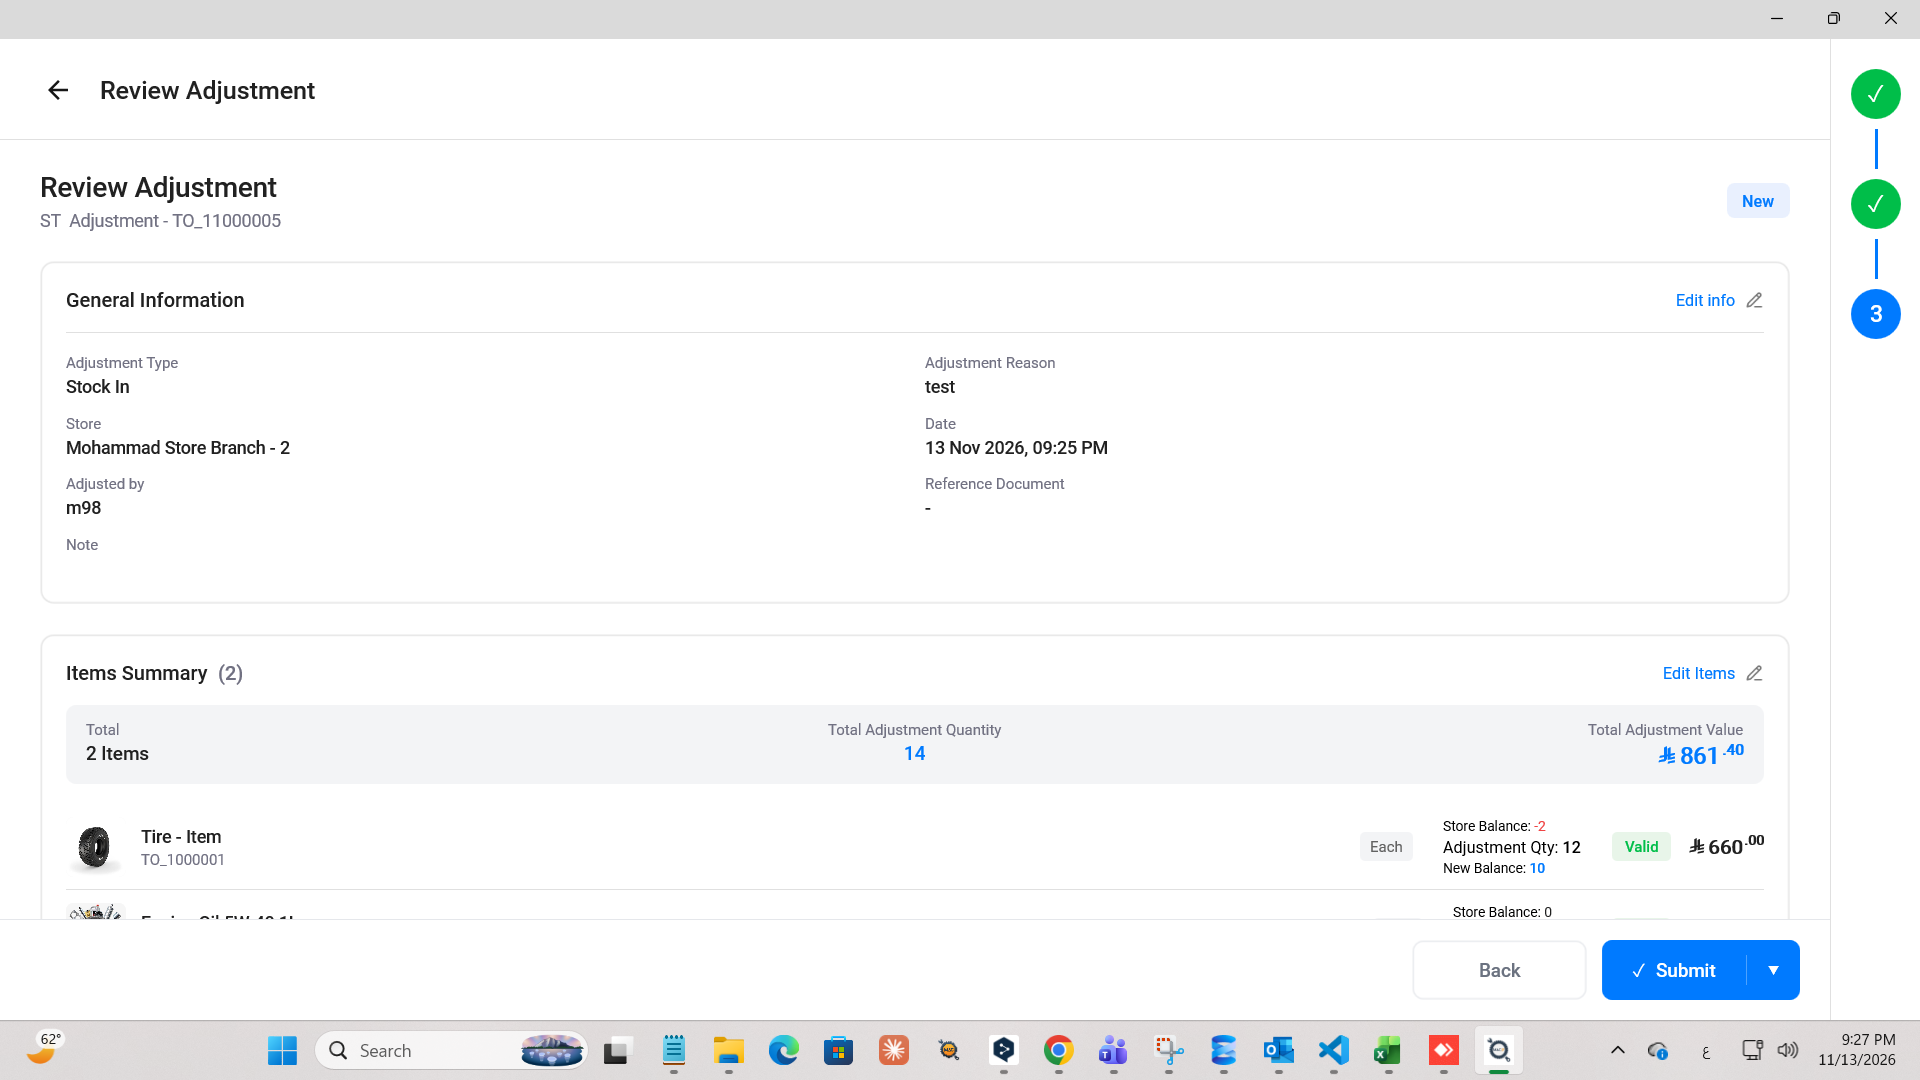 Review Adjustment
✓
Review Adjustment
ST Adjustment - TO_11000005
New
✓
3
General Information
Edit info
Adjustment Type
Stock In
Adjustment Reason
test
Store
Mohammad Store Branch - 2
Date
13 Nov 2026, 09:25 PM
Adjusted by
m98
Reference Document
-
Note
Items Summary (2)
Edit Items
Total
2 Items
Total Adjustment Quantity
14
Total Adjustment Value
861.40
Tire - Item
TO_1000001
Each
Store Balance: -2
Adjustment Qty: 12
New Balance: 10
Valid
660.00
Store Balance: 0
Back
✓ Submit ▼
62°
Search
ع
9:27 PM
11/13/2026